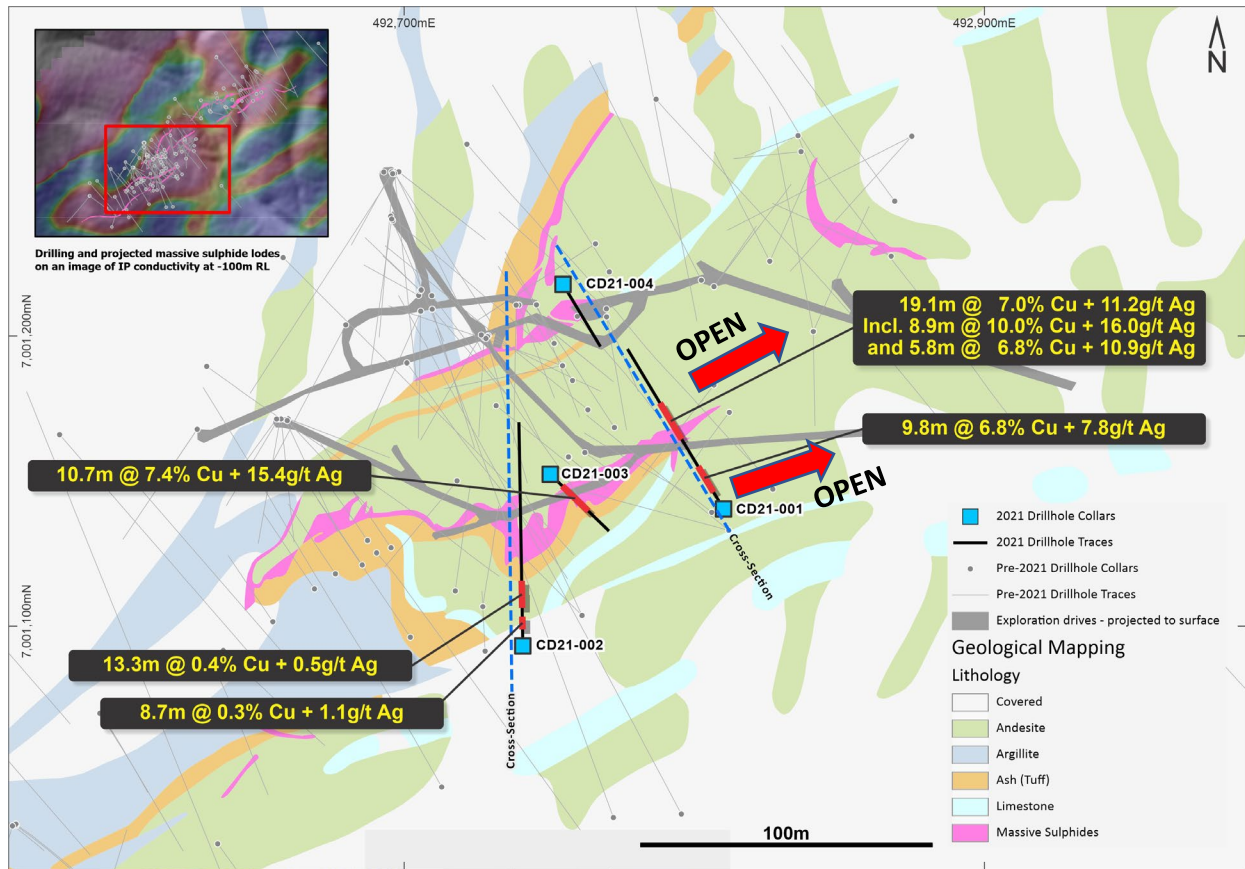 492,700mE
492,900mE
N
Drilling and projected massive sulphide lodes
on an image of IP conductivity at -100m RL
7,001,200mN
7,001,100mN
CD21-004
OPEN
19.1m @ 7.0% Cu + 11.2g/t Ag
Incl. 8.9m @ 10.0% Cu + 16.0g/t Ag
and 5.8m @ 6.8% Cu + 10.9g/t Ag
9.8m @ 6.8% Cu + 7.8g/t Ag
10.7m @ 7.4% Cu + 15.4g/t Ag
CD21-003
OPEN
CD21-001
Cross-Section
CD21-002
13.3m @ 0.4% Cu + 0.5g/t Ag
8.7m @ 0.3% Cu + 1.1g/t Ag
Cross-Section
2021 Drillhole Collars
2021 Drillhole Traces
Pre-2021 Drillhole Collars
Pre-2021 Drillhole Traces
Exploration drives - projected to surface
Geological Mapping
Lithology
Covered
Andesite
Argillite
Ash (Tuff)
Limestone
Massive Sulphides
100m